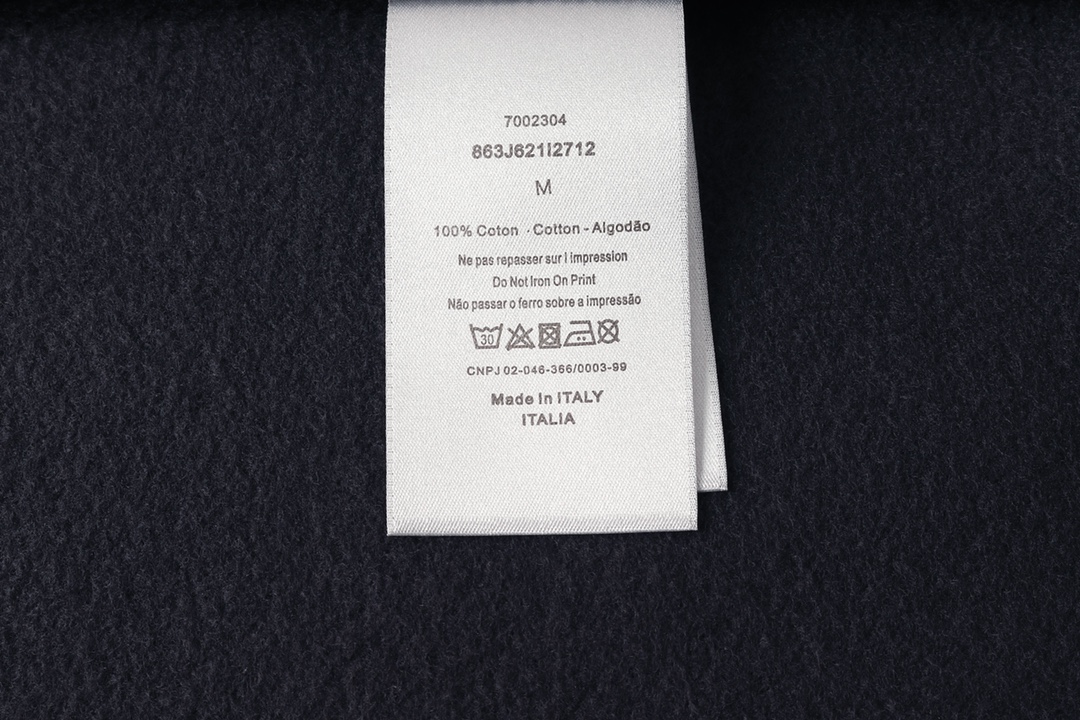 7002304
863J621I2712
M
100% Coton · Cotton - Algodão
Ne pas repasser sur l impression
Do Not Iron On Print
Não passar o ferro sobre a impressão
30
CNPJ 02-046-366/0003-99
Made In ITALY
ITALIA